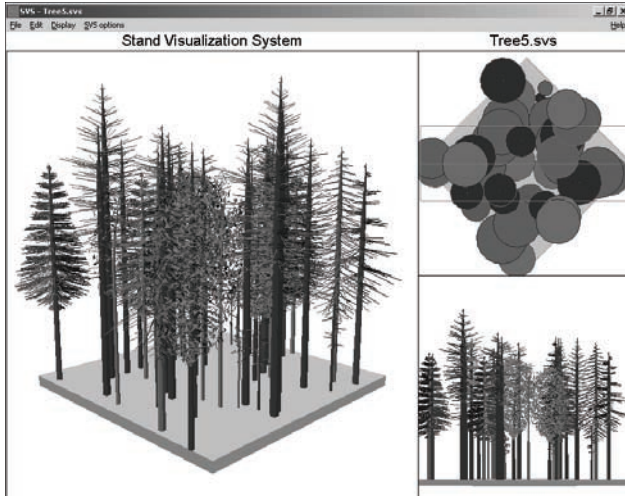 SVS - Tree5.svs
File Edit Display SVS options Help
Stand Visualization System
Tree5.svs